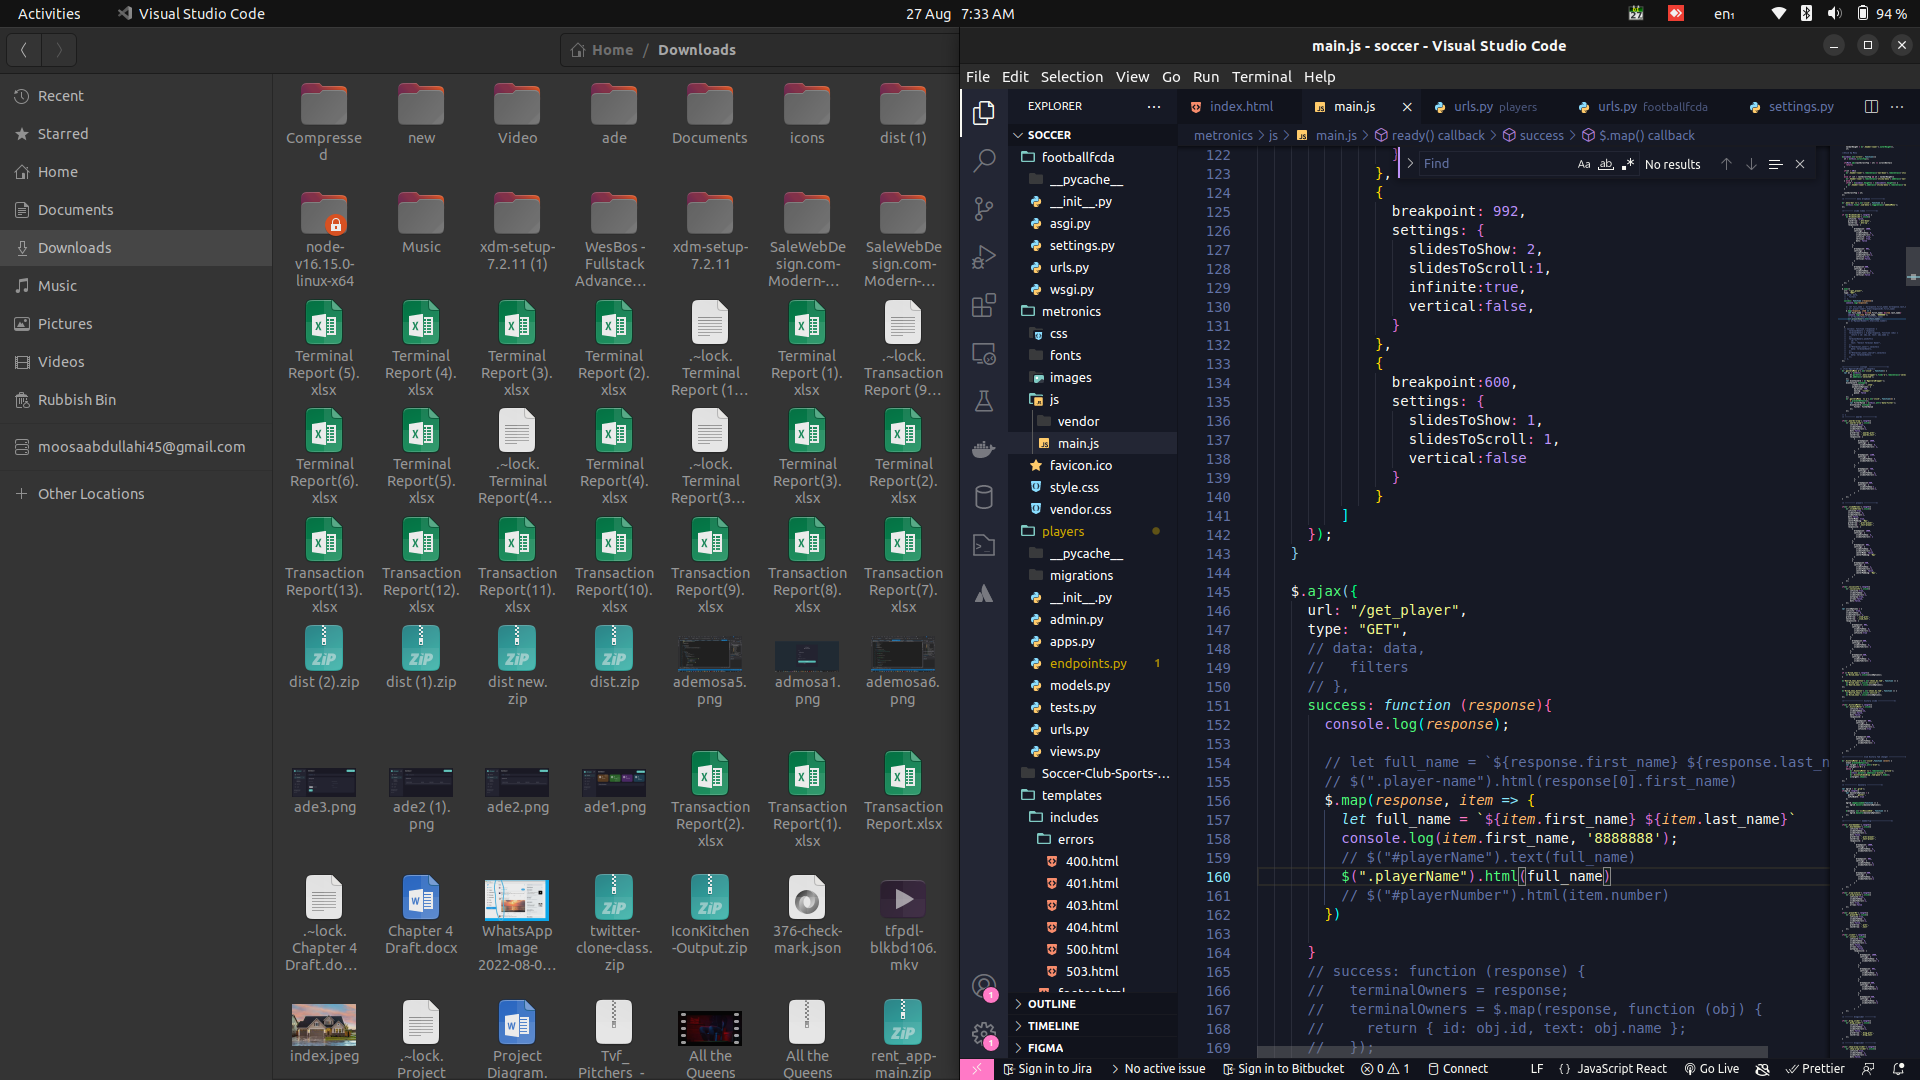 Activities
Visual Studio Code
27 Aug 7:33 AM
27
en₁
94 %
Home / Downloads
Recent
Starred
Home
Documents
Downloads
Music
Pictures
Videos
Rubbish Bin
moosaabdullahi45@gmail.com
Other Locations
Compressed
new
Video
ade
Documents
icons
dist (1)
node-v16.15.0-linux-x64
Music
xdm-setup-7.2.11 (1)
WesBos - Fullstack Advance...
xdm-setup-7.2.11
SaleWebDesign.com-Modern-...
SaleWebDesign.com-Modern-...
Terminal Report (5).xlsx
Terminal Report (4).xlsx
Terminal Report (3).xlsx
Terminal Report (2).xlsx
.~lock.Terminal Report (1...
Terminal Report (1).xlsx
.~lock.Transaction Report (9...
Terminal Report(6).xlsx
Terminal Report(5).xlsx
.~lock.Terminal Report(4...
Terminal Report(4).xlsx
.~lock.Terminal Report(3...
Terminal Report(3).xlsx
Terminal Report(2).xlsx
Transaction Report(13).xlsx
Transaction Report(12).xlsx
Transaction Report(11).xlsx
Transaction Report(10).xlsx
Transaction Report(9).xlsx
Transaction Report(8).xlsx
Transaction Report(7).xlsx
dist (2).zip
dist (1).zip
dist new.zip
dist.zip
ademosa5.png
admosa1.png
ademosa6.png
ade3.png
ade2 (1).png
ade2.png
ade1.png
Transaction Report(2).xlsx
Transaction Report(1).xlsx
Transaction Report.xlsx
.~lock.Chapter 4 Draft.do...
Chapter 4 Draft.docx
WhatsApp Image 2022-08-0...
twitter-clone-class.zip
IconKitchen-Output.zip
376-check-mark.json
tfpdl-blkbd106.mkv
index.jpeg
.~lock.Project
Project Diagram.
Tvf_Pitchers_-
All the Queens
All the Queens
rent_app-main.zip
main.js - soccer - Visual Studio Code
File Edit Selection View Go Run Terminal Help
EXPLORER
SOCCER
footballfcda
__pycache__
__init__.py
asgi.py
settings.py
urls.py
wsgi.py
metronics
css
fonts
images
js
vendor
main.js
favicon.ico
style.css
vendor.css
players
__pycache__
migrations
__init__.py
admin.py
apps.py
endpoints.py 1
models.py
tests.py
urls.py
views.py
Soccer-Club-Sports-...
templates
includes
errors
400.html
401.html
403.html
404.html
500.html
503.html
OUTLINE
TIMELINE
FIGMA
index.html
main.js
urls.py players
urls.py footballfcda
settings.py
metronics > js > main.js > ready() callback > success > $.map() callback
Find
Aa ab .* No results
122 }
123 },
124 {
125 breakpoint: 992,
126 settings: {
127 slidesToShow: 2,
128 slidesToScroll:1,
129 infinite:true,
130 vertical:false,
131 }
132 },
133 {
134 breakpoint:600,
135 settings: {
136 slidesToShow: 1,
137 slidesToScroll: 1,
138 vertical:false
139 }
140 }
141 ]
142 });
143 }
144
145 $.ajax({
146 url: "/get_player",
147 type: "GET",
148 // data: data,
149 //   filters
150 // },
151 success: function (response){
152 console.log(response);
153
154 // let full_name = `${response.first_name} ${response.last_n
155 // $(".player-name").html(response[0].first_name)
156 $.map(response, item => {
157 let full_name = `${item.first_name} ${item.last_name}`
158 console.log(item.first_name, '8888888');
159 // $("#playerName").text(full_name)
160 $(".playerName").html(full_name)
161 // $("#playerNumber").html(item.number)
162 })
163
164 }
165 // success: function (response) {
166 //   terminalOwners = response;
167 //   terminalOwners = $.map(response, function (obj) {
168 //     return { id: obj.id, text: obj.name };
169 //   });
1
1
Sign in to Jira
No active issue
Sign in to Bitbucket
0 1
Connect
LF
{ } JavaScript React
Go Live
Prettier